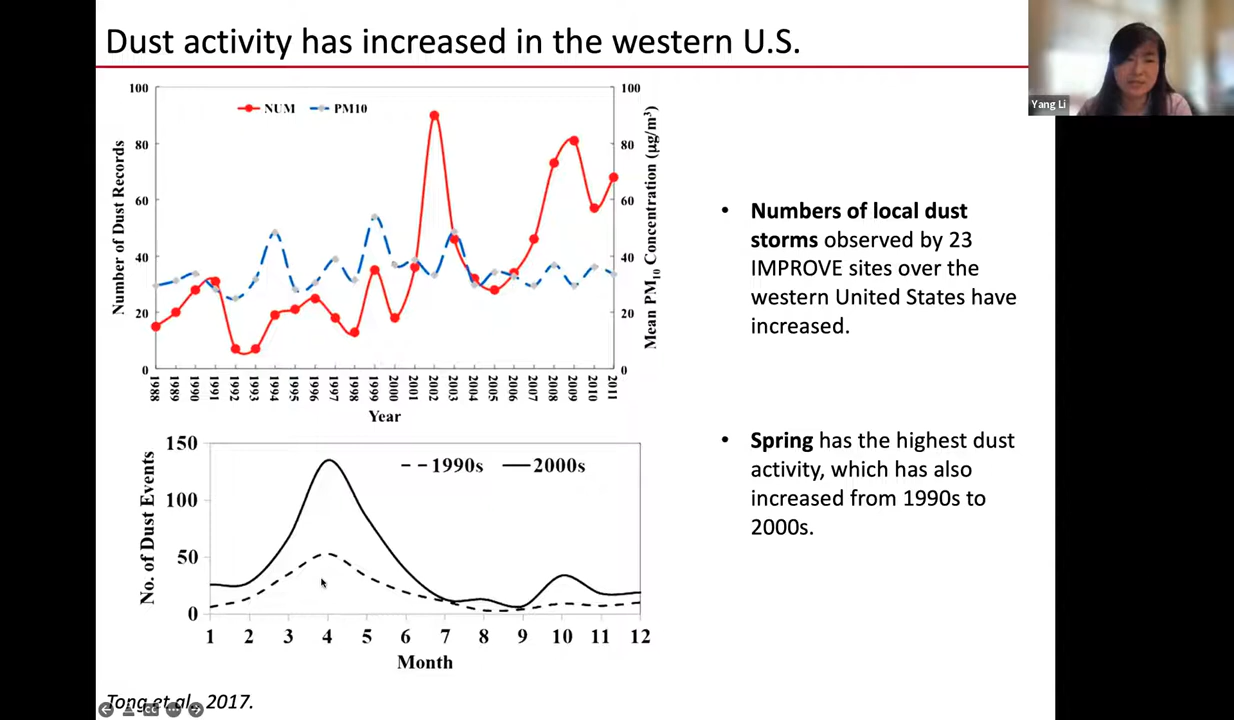 Dust activity has increased in the western U.S.
Yang Li
100
80
60
40
20
0
Number of Dust Records
NUM
PM10
100
80
60
40
20
0
Mean PM10 Concentration (µg/m³)
1988 1989 1990 1991 1992 1993 1994 1995 1996 1997 1998 1999 2000 2001 2002 2003 2004 2005 2006 2007 2008 2009 2010 2011
Year
• Numbers of local dust
storms observed by 23
IMPROVE sites over the
western United States have
increased.
150
100
50
0
No. of Dust Events
1990s
2000s
1 2 3 4 5 6 7 8 9 10 11 12
Month
• Spring has the highest dust
activity, which has also
increased from 1990s to
2000s.
Tong et al., 2017.